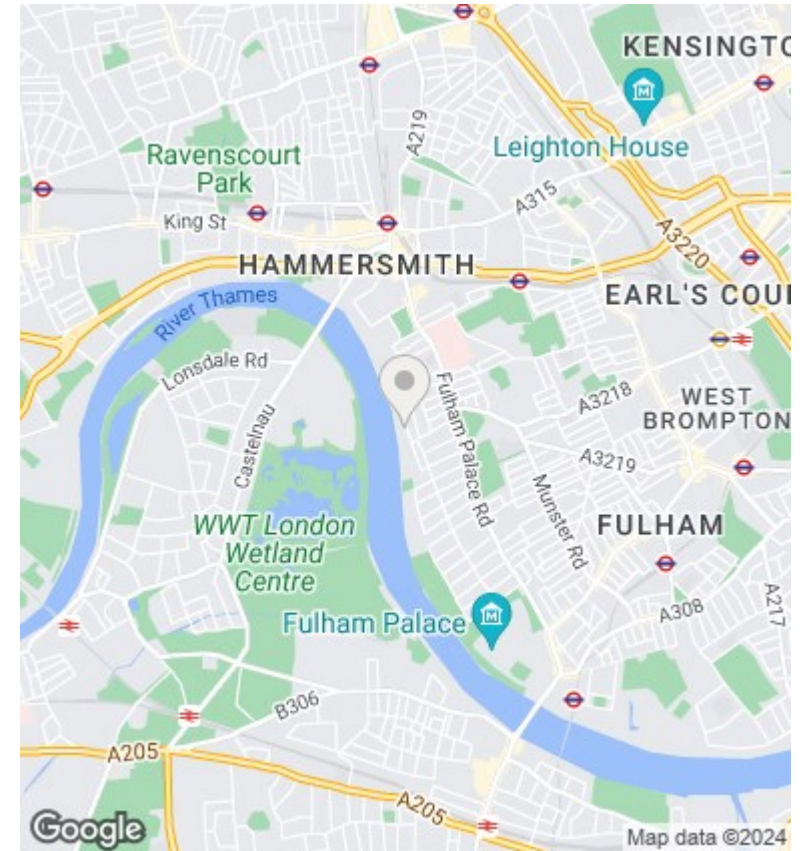 KENSINGTO
Leighton House
A219
Ravenscourt
Park
A315
King St
A3220
HAMMERSMITH
EARL'S COU
River Thames
Lonsdale Rd
Castelnau
Fulham Palace Rd
A3218
WEST
BROMPTON
A3219
Munster Rd
WWT London
Wetland
Centre
FULHAM
A217
A308
Fulham Palace
B306
A205
A205
Google
Map data ©2024